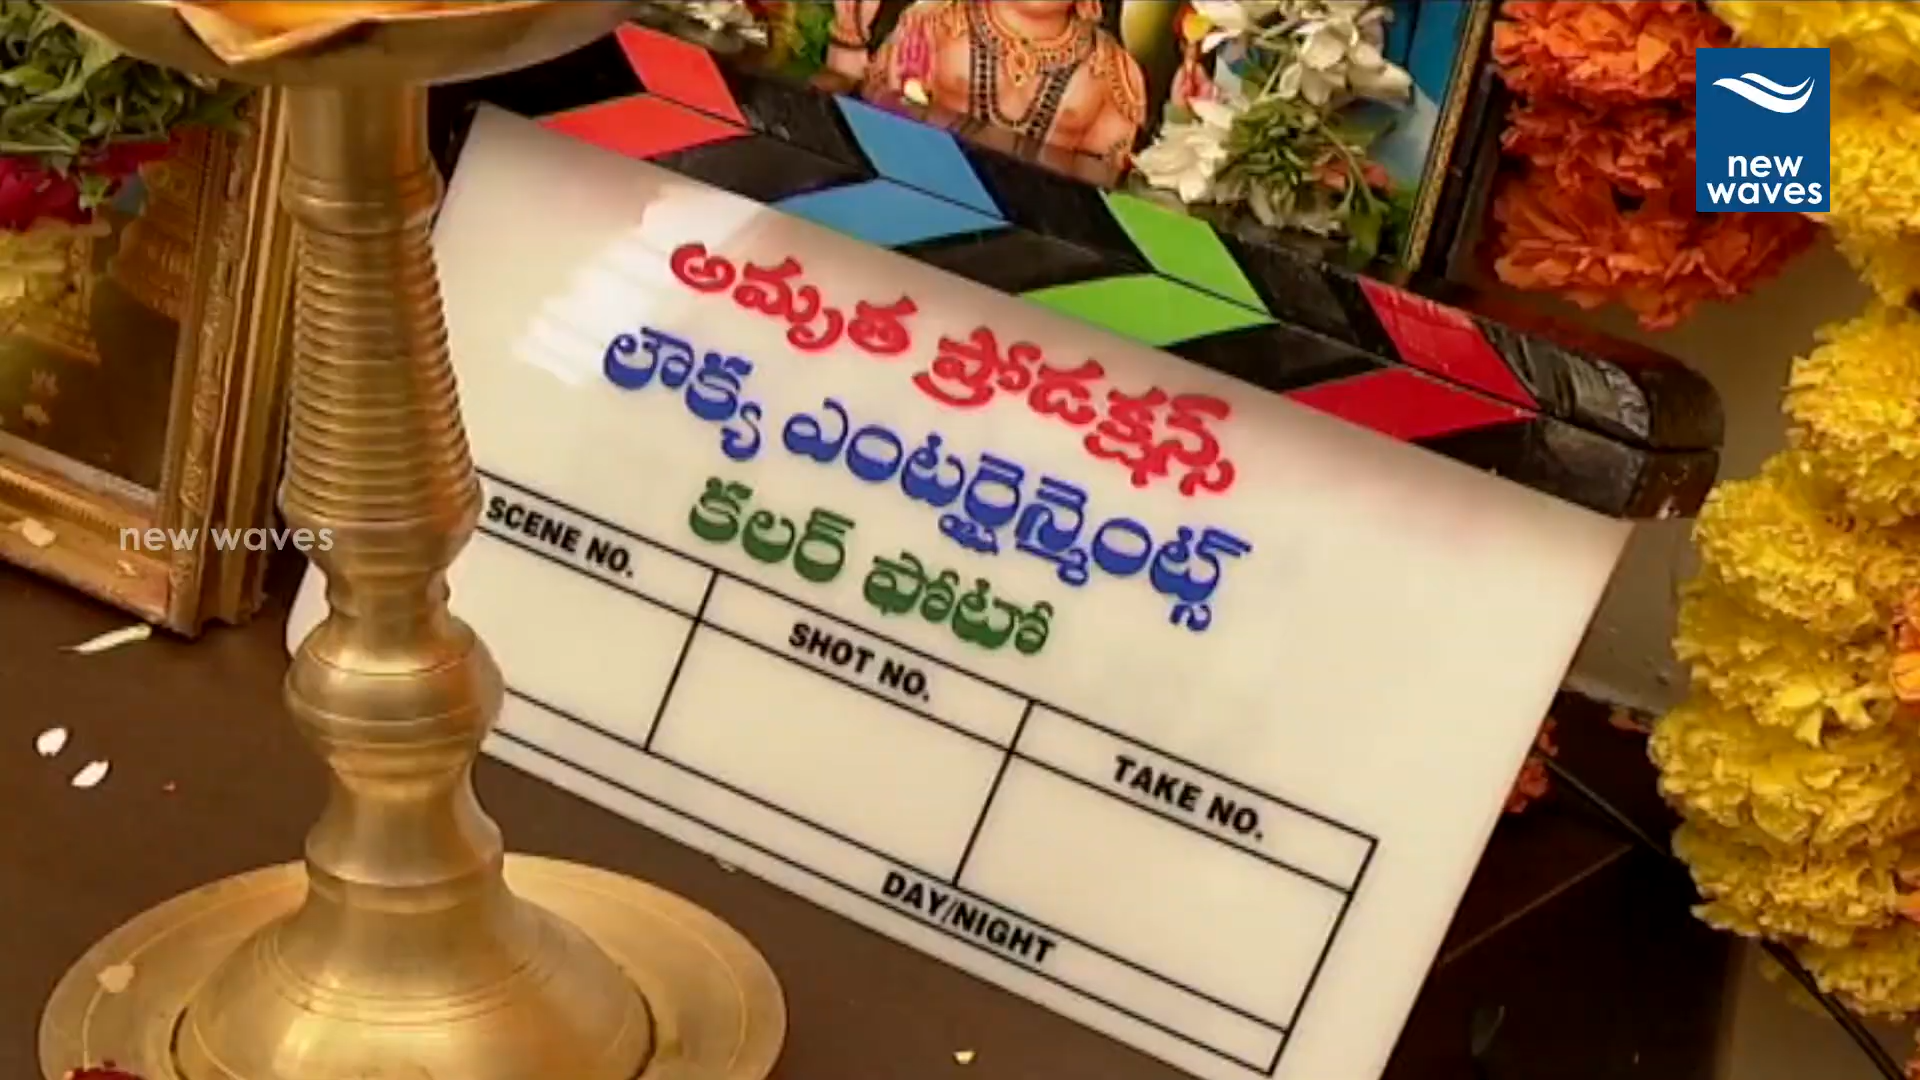 new
waves
అమృత ప్రోడక్షన్స్
లౌక్య ఎంటర్టైన్మెంట్స్
కలర్ ఫోటో
SCENE NO.
SHOT NO.
TAKE NO.
DAY/NIGHT
new waves